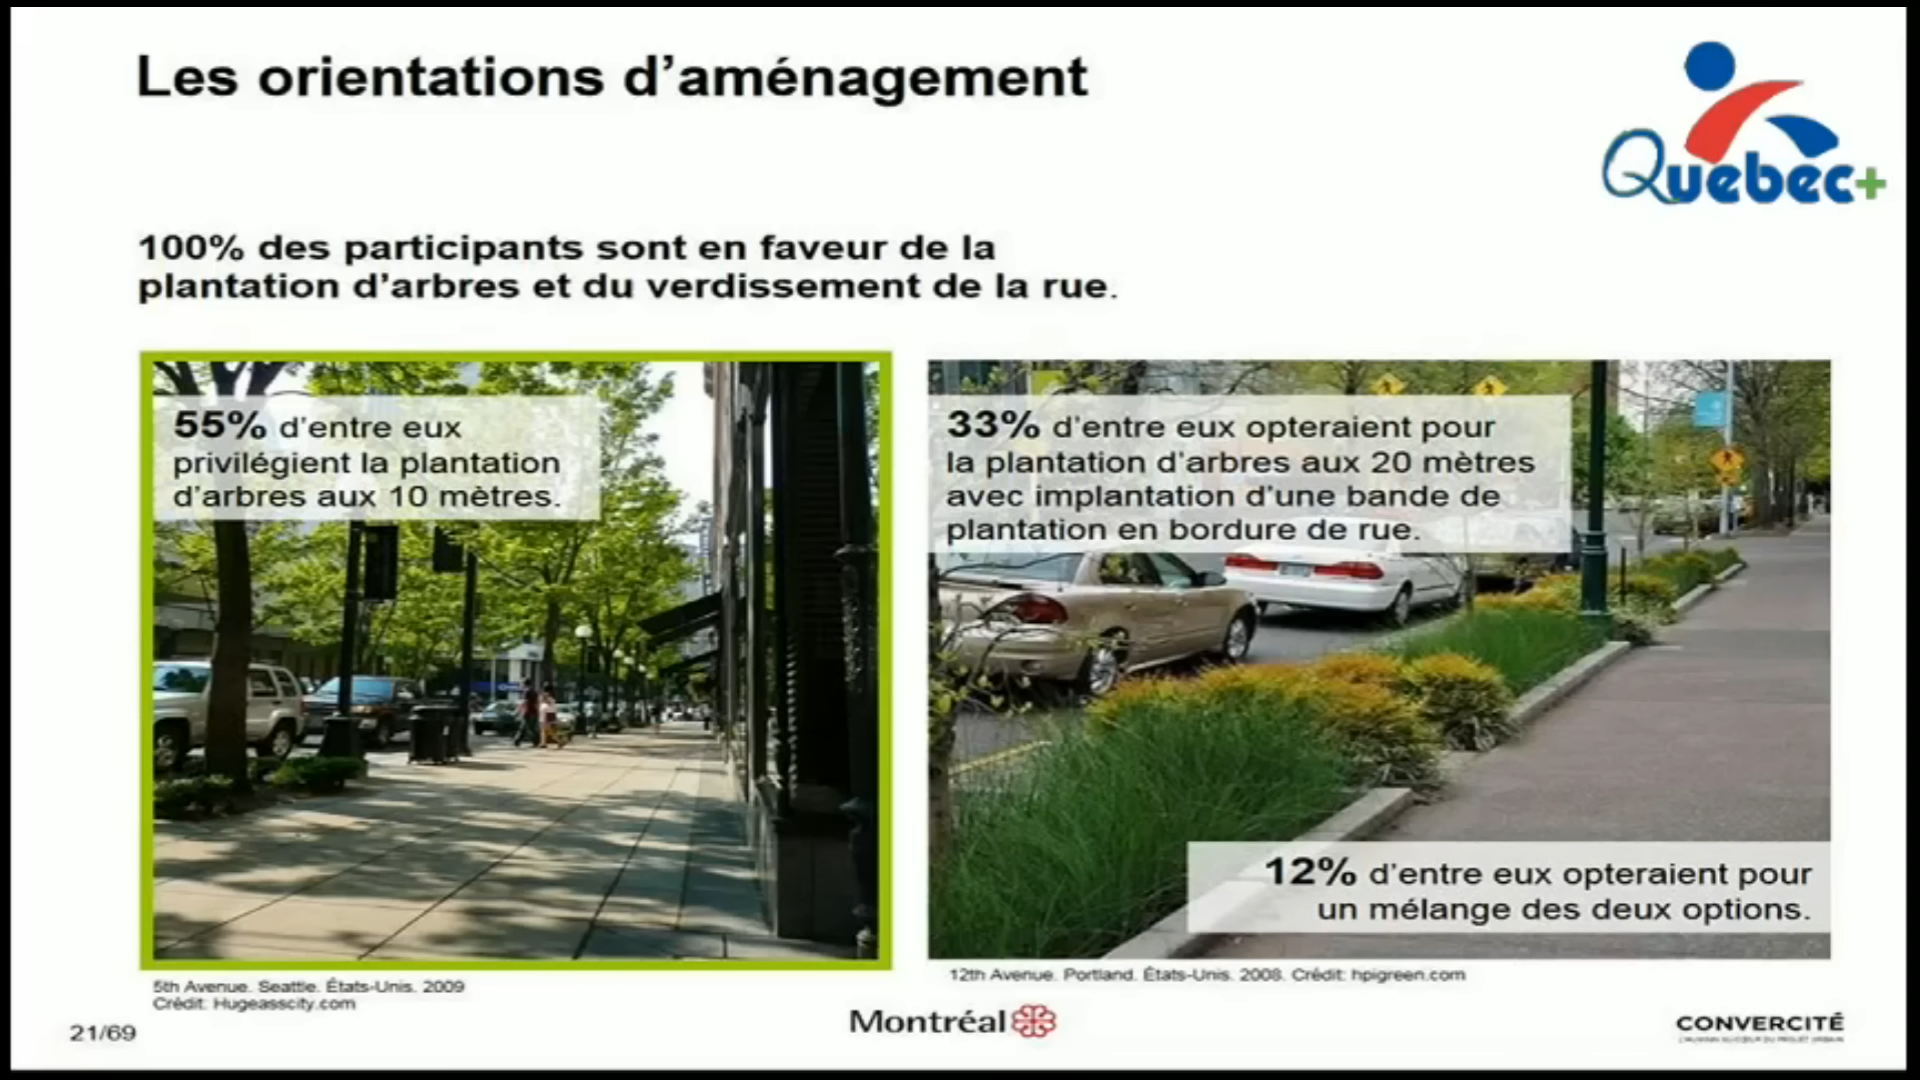 Les orientations d'aménagement
Quebec+
100% des participants sont en faveur de la
plantation d'arbres et du verdissement de la rue.
55% d'entre eux
privilégient la plantation
d'arbres aux 10 mètres.
33% d'entre eux opteraient pour
la plantation d'arbres aux 20 mètres
avec implantation d'une bande de
plantation en bordure de rue.
12% d'entre eux opteraient pour
un mélange des deux options.
5th Avenue. Seattle. États-Unis. 2009
Crédit: Hugeasscity.com
12th Avenue. Portland. États-Unis. 2008. Crédit: hpigreen.com
21/69
Montréal
CONVERCITÉ